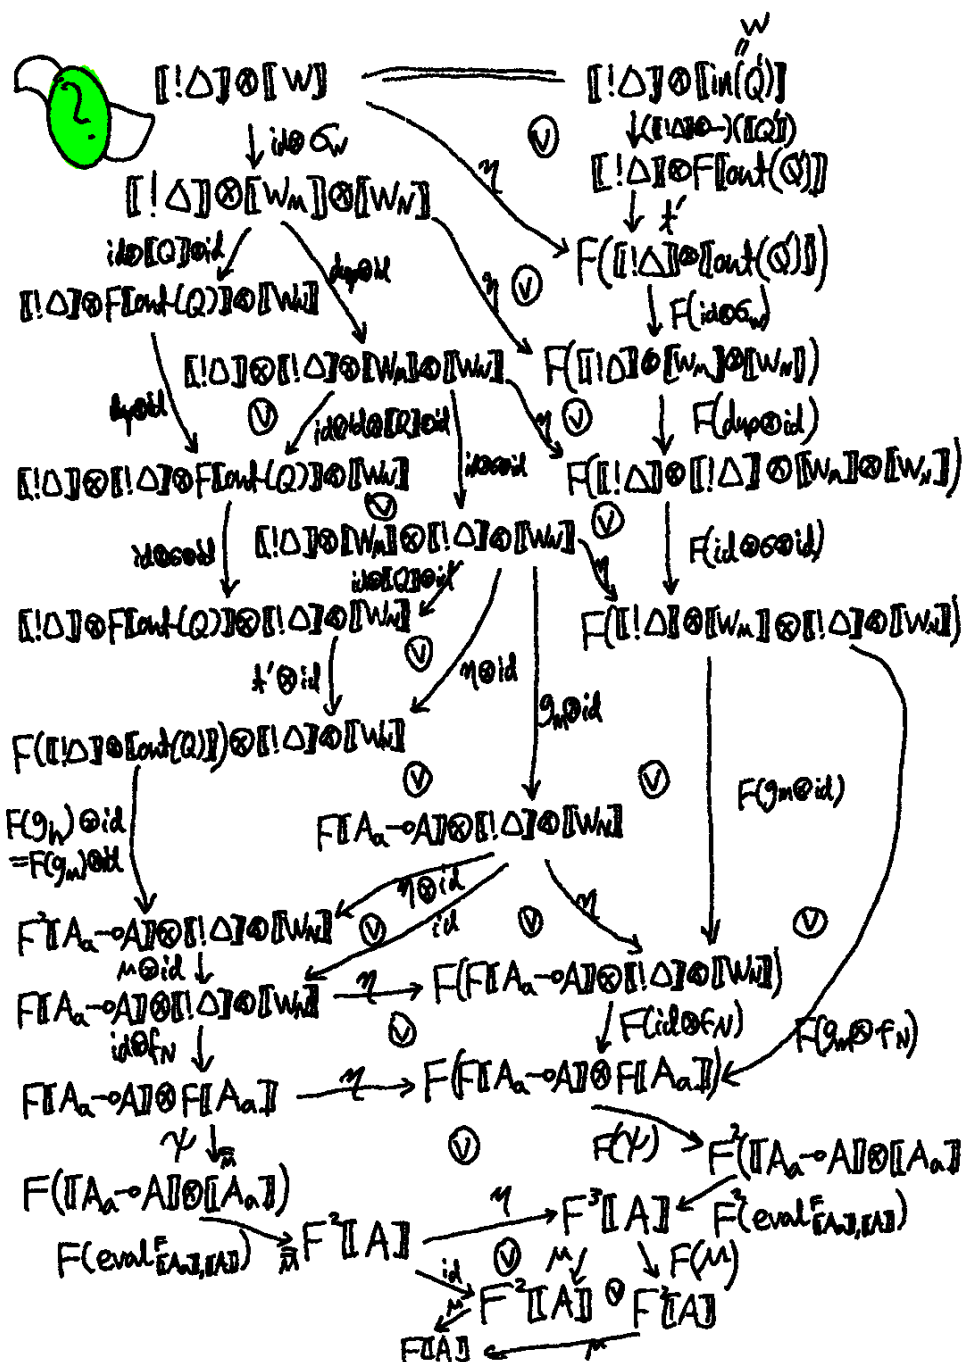 W
॥
?
⟦!Δ⟧⊗⟦W⟧ ⟦!Δ⟧⊗⟦in(Q')⟧
↓ id⊗σ_W ⓥ ↓(⟦!Δ⟧⊗-)(⟦Q'⟧)
η ⟦!Δ⟧⊗F⟦out(Q')⟧
⟦!Δ⟧⊗⟦W_M⟧⊗⟦W_N⟧ ↓ t'
id⊗⟦Q⟧⊗id dup⊗id η ⓥ F(⟦!Δ⟧⊗⟦out(Q')⟧)
⟦!Δ⟧⊗F⟦out(Q)⟧⊗⟦W_N⟧ ↓ F(id⊗σ_W)
⟦!Δ⟧⊗⟦!Δ⟧⊗⟦W_M⟧⊗⟦W_N⟧ F(⟦!Δ⟧⊗⟦W_M⟧⊗⟦W_N⟧)
dup⊗id ⓥ id⊗id⊗⟦Q⟧⊗id η ⓥ ↓ F(dup⊗id)
⟦!Δ⟧⊗⟦!Δ⟧⊗F⟦out(Q)⟧⊗⟦W_N⟧ id⊗σ⊗id F(⟦!Δ⟧⊗⟦!Δ⟧⊗⟦W_M⟧⊗⟦W_N⟧)
id⊗σ⊗id ⓥ ⟦!Δ⟧⊗⟦W_M⟧⊗⟦!Δ⟧⊗⟦W_N⟧ ⓥ ↓ F(id⊗σ⊗id)
id⊗⟦Q⟧⊗id η
⟦!Δ⟧⊗F⟦out(Q)⟧⊗⟦!Δ⟧⊗⟦W_N⟧ F(⟦!Δ⟧⊗⟦W_M⟧⊗⟦!Δ⟧⊗⟦W_N⟧)
t'⊗id ⓥ η⊗id g_M⊗id
F(⟦!Δ⟧⊗⟦out(Q)⟧)⊗⟦!Δ⟧⊗⟦W_N⟧
ⓥ ⓥ F(g_M⊗id)
F(g_h)⊗id F⟦A_a⊸A⟧⊗⟦!Δ⟧⊗⟦W_N⟧
=F(g_M)⊗id
η⊗id id η
F²⟦A_a⊸A⟧⊗⟦!Δ⟧⊗⟦W_N⟧ ⓥ ⓥ ⓥ
μ⊗id ↓
F⟦A_a⊸A⟧⊗⟦!Δ⟧⊗⟦W_N⟧ η→ F(F⟦A_a⊸A⟧⊗⟦!Δ⟧⊗⟦W_N⟧)
id⊗f_N ↓ ⓥ ↓ F(id⊗f_N) F(g_M⊗f_N)
F⟦A_a⊸A⟧⊗F⟦A_a⟧ η→ F(F⟦A_a⊸A⟧⊗F⟦A_a⟧)
ψ ↓ ⓥ F(ψ)
F(⟦A_a⊸A⟧⊗⟦A_a⟧) F²(⟦A_a⊸A⟧⊗⟦A_a⟧)
F(eval^F_⟦A_a⟧,⟦A⟧) F²⟦A⟧ η→ F³⟦A⟧ F²(eval^F_⟦A_a⟧,⟦A⟧)
id ⓥ μ F(μ)
μ F²⟦A⟧ ⓥ F²⟦A⟧
F⟦A⟧ ← μ